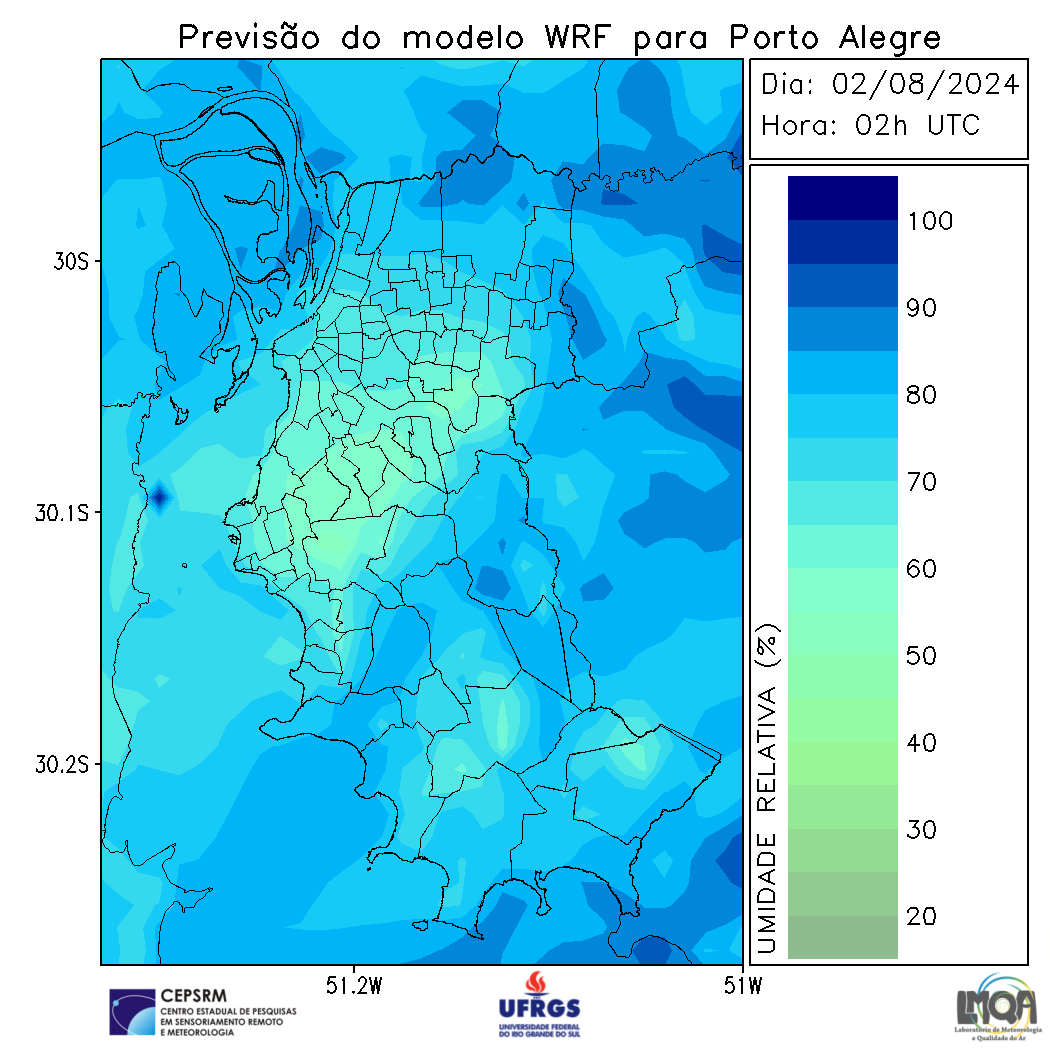 Previsão do modelo WRF para Porto Alegre
Dia: 02/08/2024
Hora: 02h UTC
30S
30.1S
30.2S
51.2W
51W
100
90
80
70
60
50
40
30
20
UMIDADE RELATIVA (%)
CEPSRM
CENTRO ESTADUAL DE PESQUISAS
EM SENSORIAMENTO REMOTO
E METEOROLOGIA
UFRGS
UNIVERSIDADE FEDERAL
DO RIO GRANDE DO SUL
LMQA
Laboratório de Meteorologia
e Qualidade do Ar